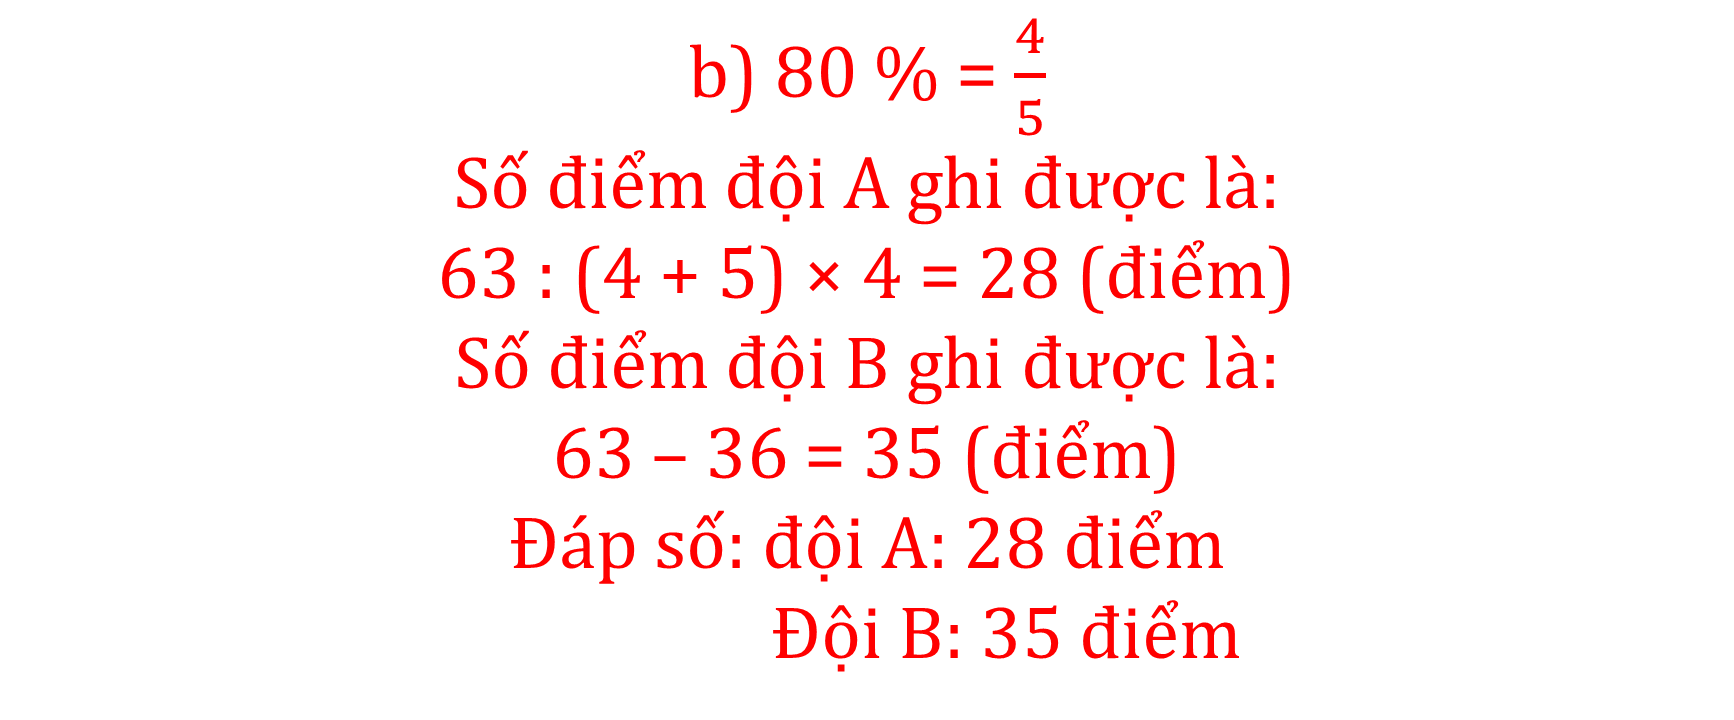 b) 80 % = 4/5
Số điểm đội A ghi được là:
63 : (4 + 5) × 4 = 28 (điểm)
Số điểm đội B ghi được là:
63 – 36 = 35 (điểm)
Đáp số: đội A: 28 điểm
Đội B: 35 điểm